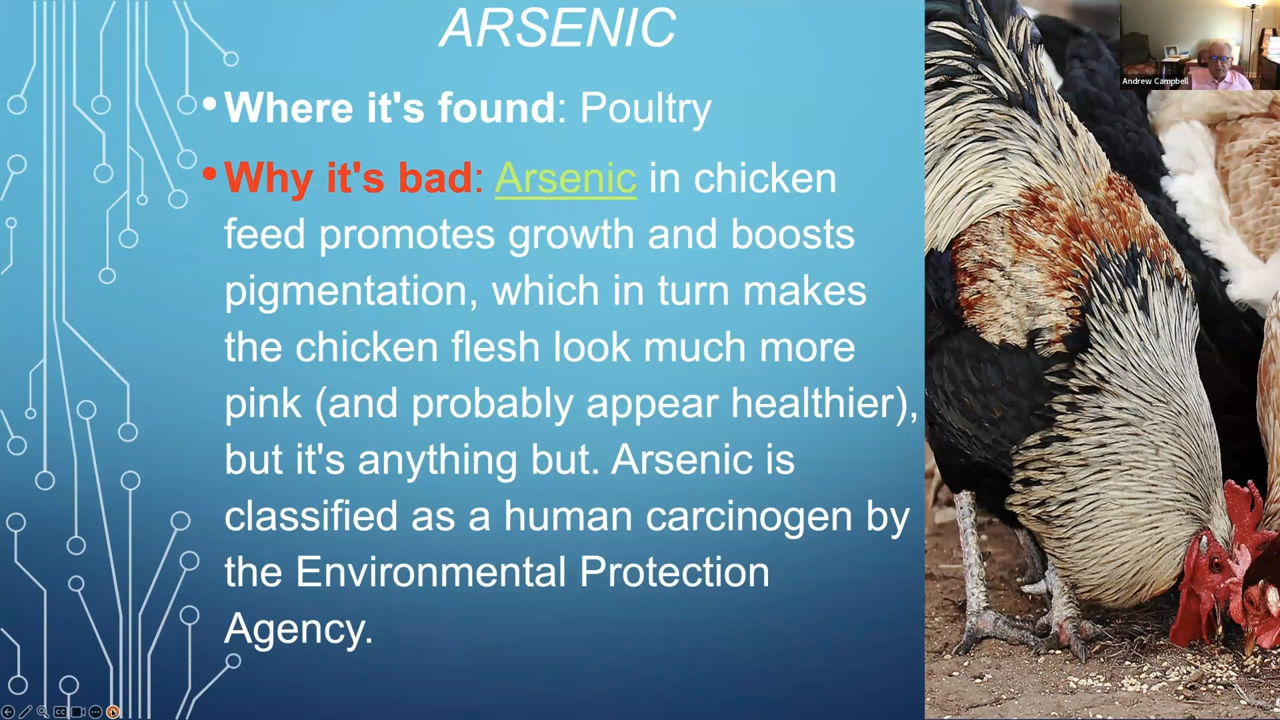 ARSENIC
Andrew Campbell
•Where it's found: Poultry
•Why it's bad: Arsenic in chicken
feed promotes growth and boosts
pigmentation, which in turn makes
the chicken flesh look much more
pink (and probably appear healthier),
but it's anything but. Arsenic is
classified as a human carcinogen by
the Environmental Protection
Agency.